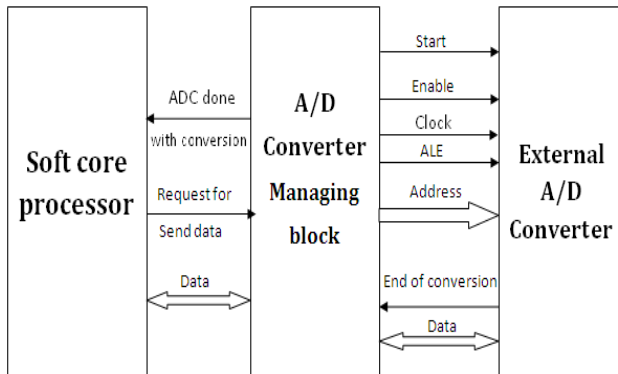 Soft core
processor
ADC done
with conversion
Request for
Send data
Data
A/D
Converter
Managing
block
Start
Enable
Clock
ALE
Address
End of conversion
Data
External
A/D
Converter